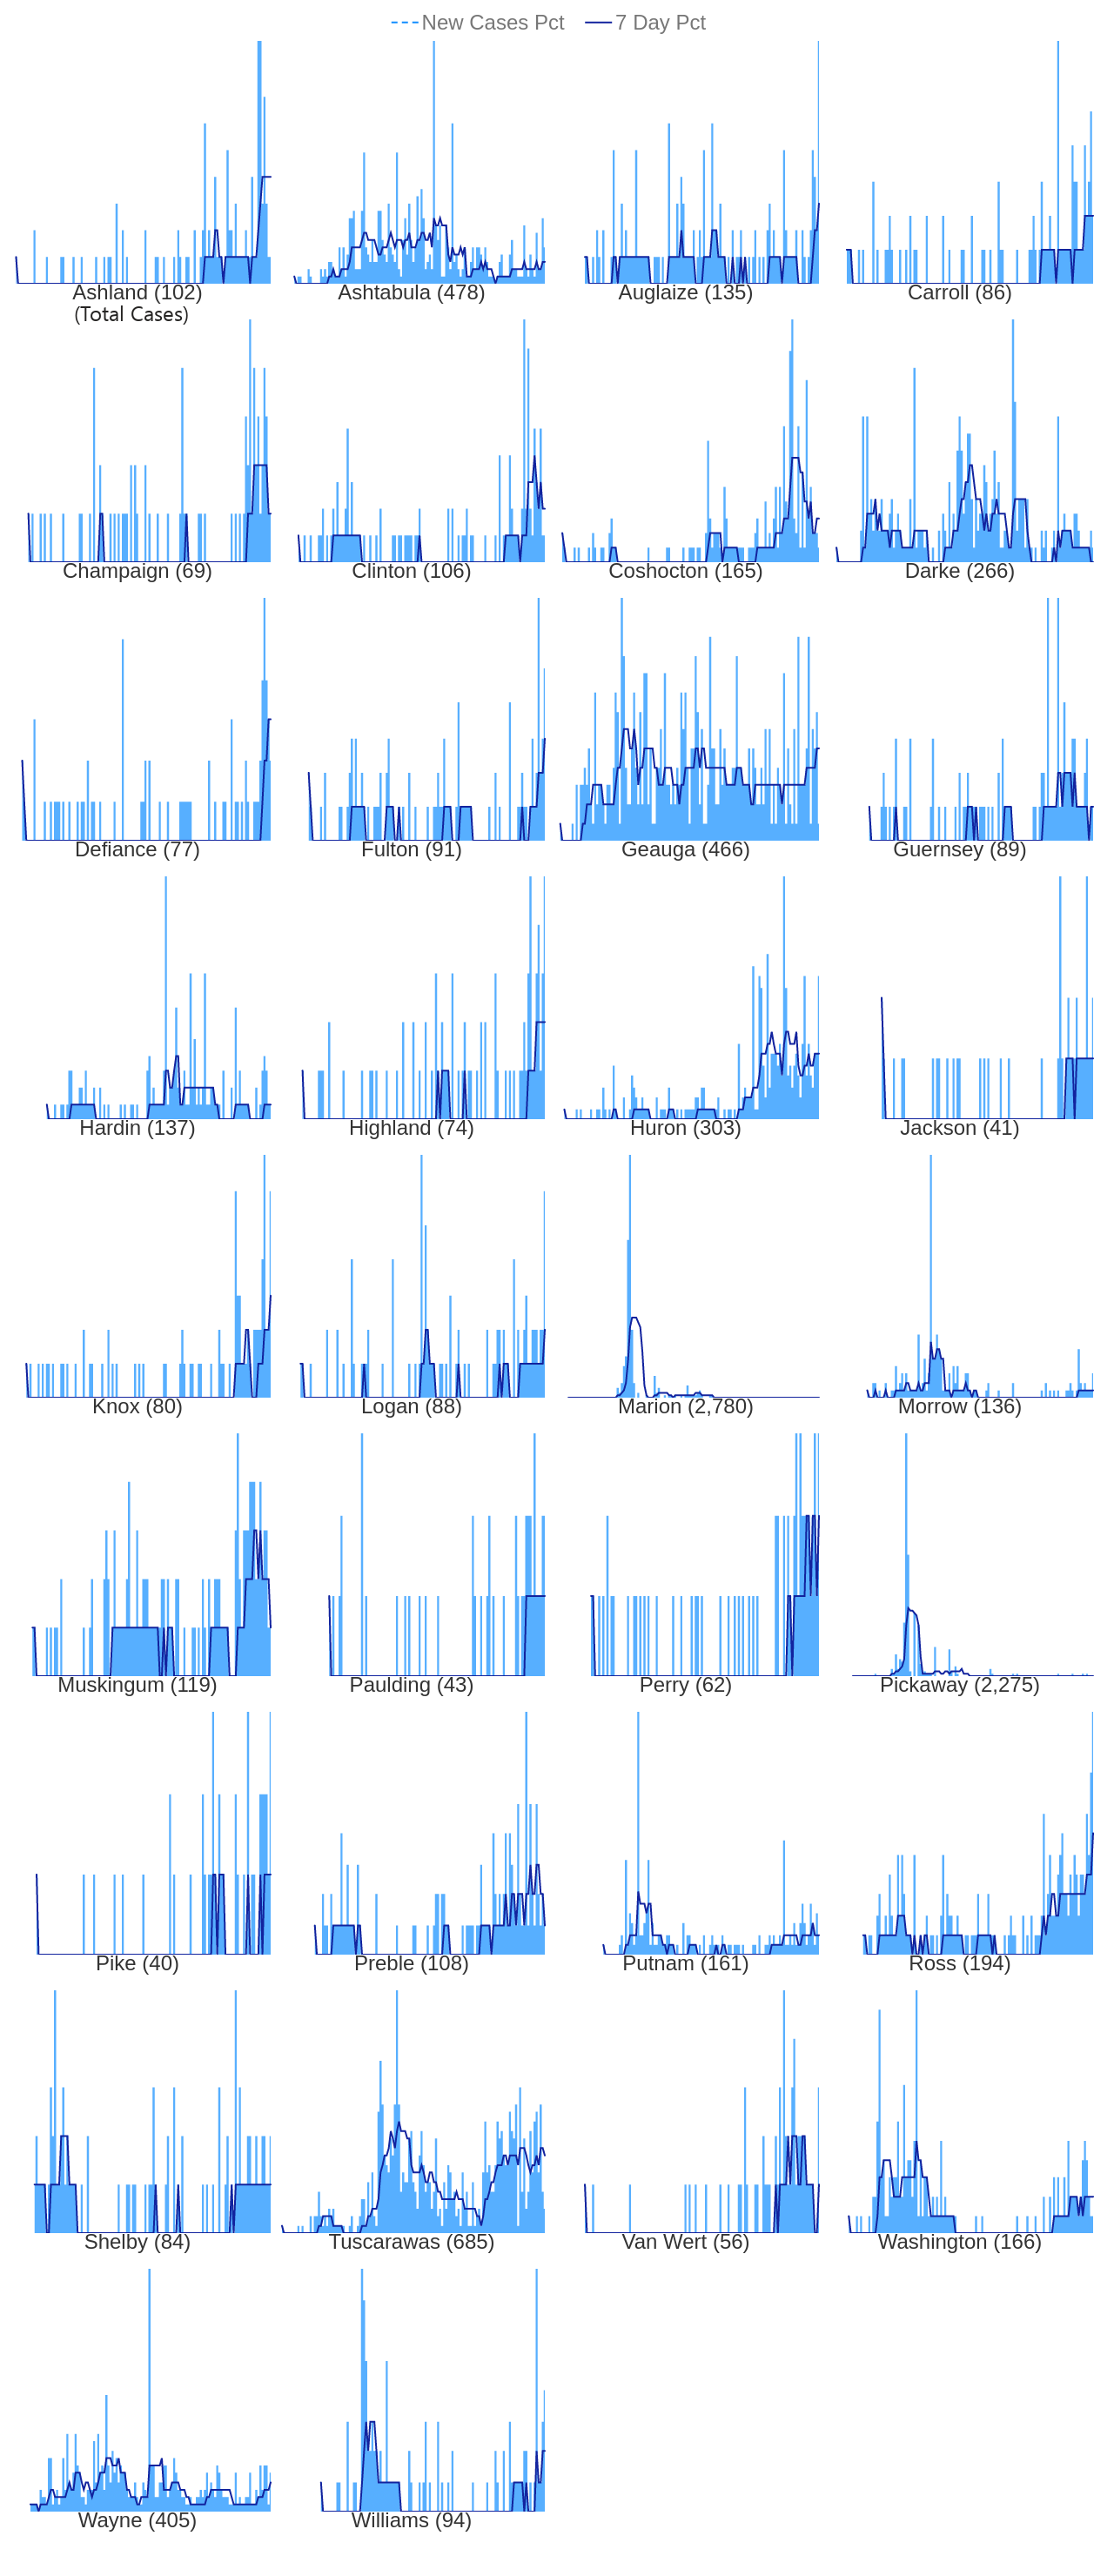 New Cases Pct 7 Day Pct
Ashland (102) Ashtabula (478) Auglaize (135) Carroll (86)
(Total Cases)
Champaign (69) Clinton (106) Coshocton (165) Darke (266)
Defiance (77) Fulton (91) Geauga (466) Guernsey (89)
Hardin (137) Highland (74) Huron (303) Jackson (41)
Knox (80) Logan (88) Marion (2,780) Morrow (136)
Muskingum (119) Paulding (43) Perry (62) Pickaway (2,275)
Pike (40) Preble (108) Putnam (161) Ross (194)
Shelby (84) Tuscarawas (685) Van Wert (56) Washington (166)
Wayne (405) Williams (94)